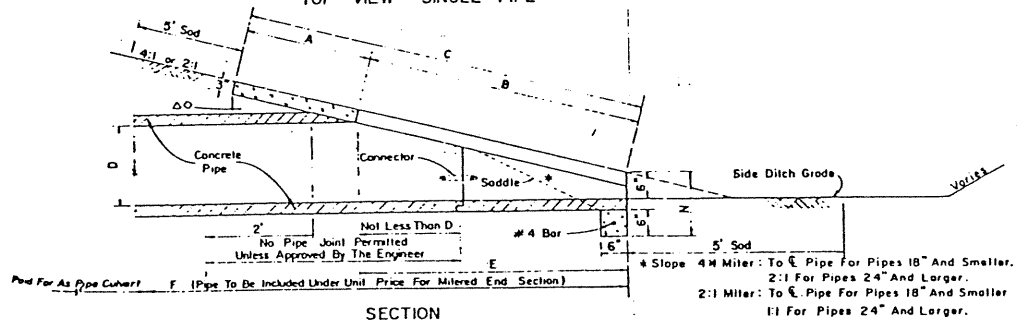 TOP VIEW - SINGLE PIPE
5' Sod
A
C
B
4:1 or 2:1
3"
ΔO
D
Concrete
Pipe
Connector
Saddle
*
Side Ditch Grade
Varies
6"
6"
N
2'
Not Less Than D
No Pipe Joint Permitted
Unless Approved By The Engineer
#4 Bar
6"
5' Sod
E
Paid For As Pipe Culvert
F (Pipe To Be Included Under Unit Price For Mitered End Section)
* Slope 4:1 Miter: To ℄ Pipe For Pipes 18" And Smaller.
2:1 For Pipes 24" And Larger.
2:1 Miter: To ℄ Pipe For Pipes 18" And Smaller
1:1 For Pipes 24" And Larger.
SECTION